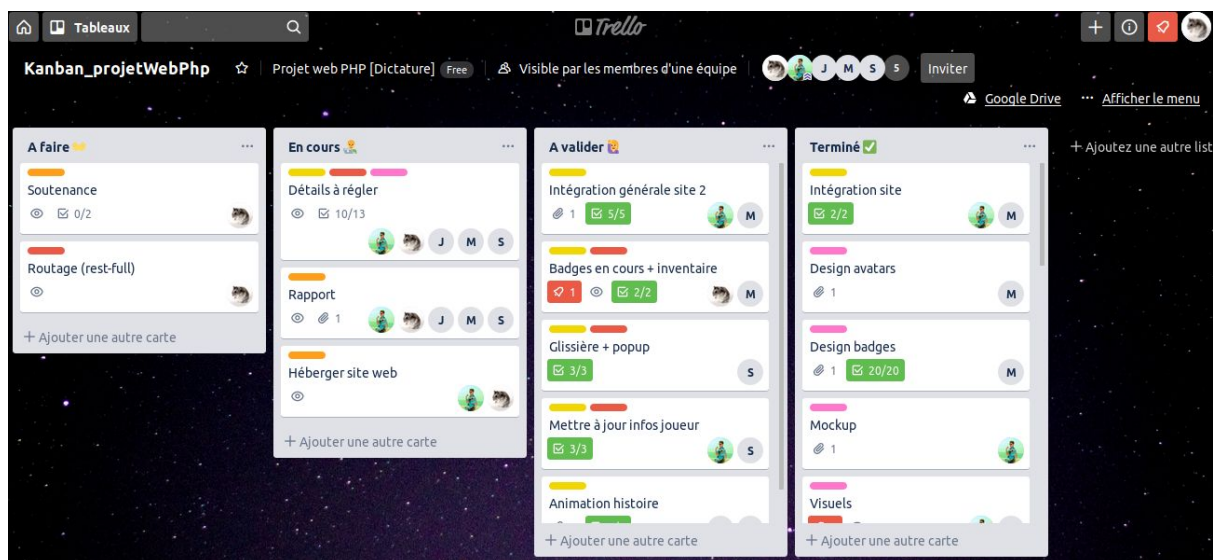 Tableaux
Trello
Kanban_projetWebPhp
Projet web PHP [Dictature] Free
Visible par les membres d'une équipe
J M S 5
Inviter
Google Drive
... Afficher le menu
A faire
Soutenance
0/2
Routage (rest-full)
+ Ajouter une autre carte
En cours
Détails à régler
10/13
J M S
Rapport
1
J M S
Héberger site web
+ Ajouter une autre carte
A valider
Intégration générale site 2
1 5/5
M
Badges en cours + inventaire
1 2/2
M
Glissière + popup
3/3
S
Mettre à jour infos joueur
3/3
S
Animation histoire
+ Ajouter une autre carte
Terminé
Intégration site
2/2
M
Design avatars
1
M
Design badges
1 20/20
M
Mockup
1
Visuels
+ Ajouter une autre carte
+ Ajoutez une autre list